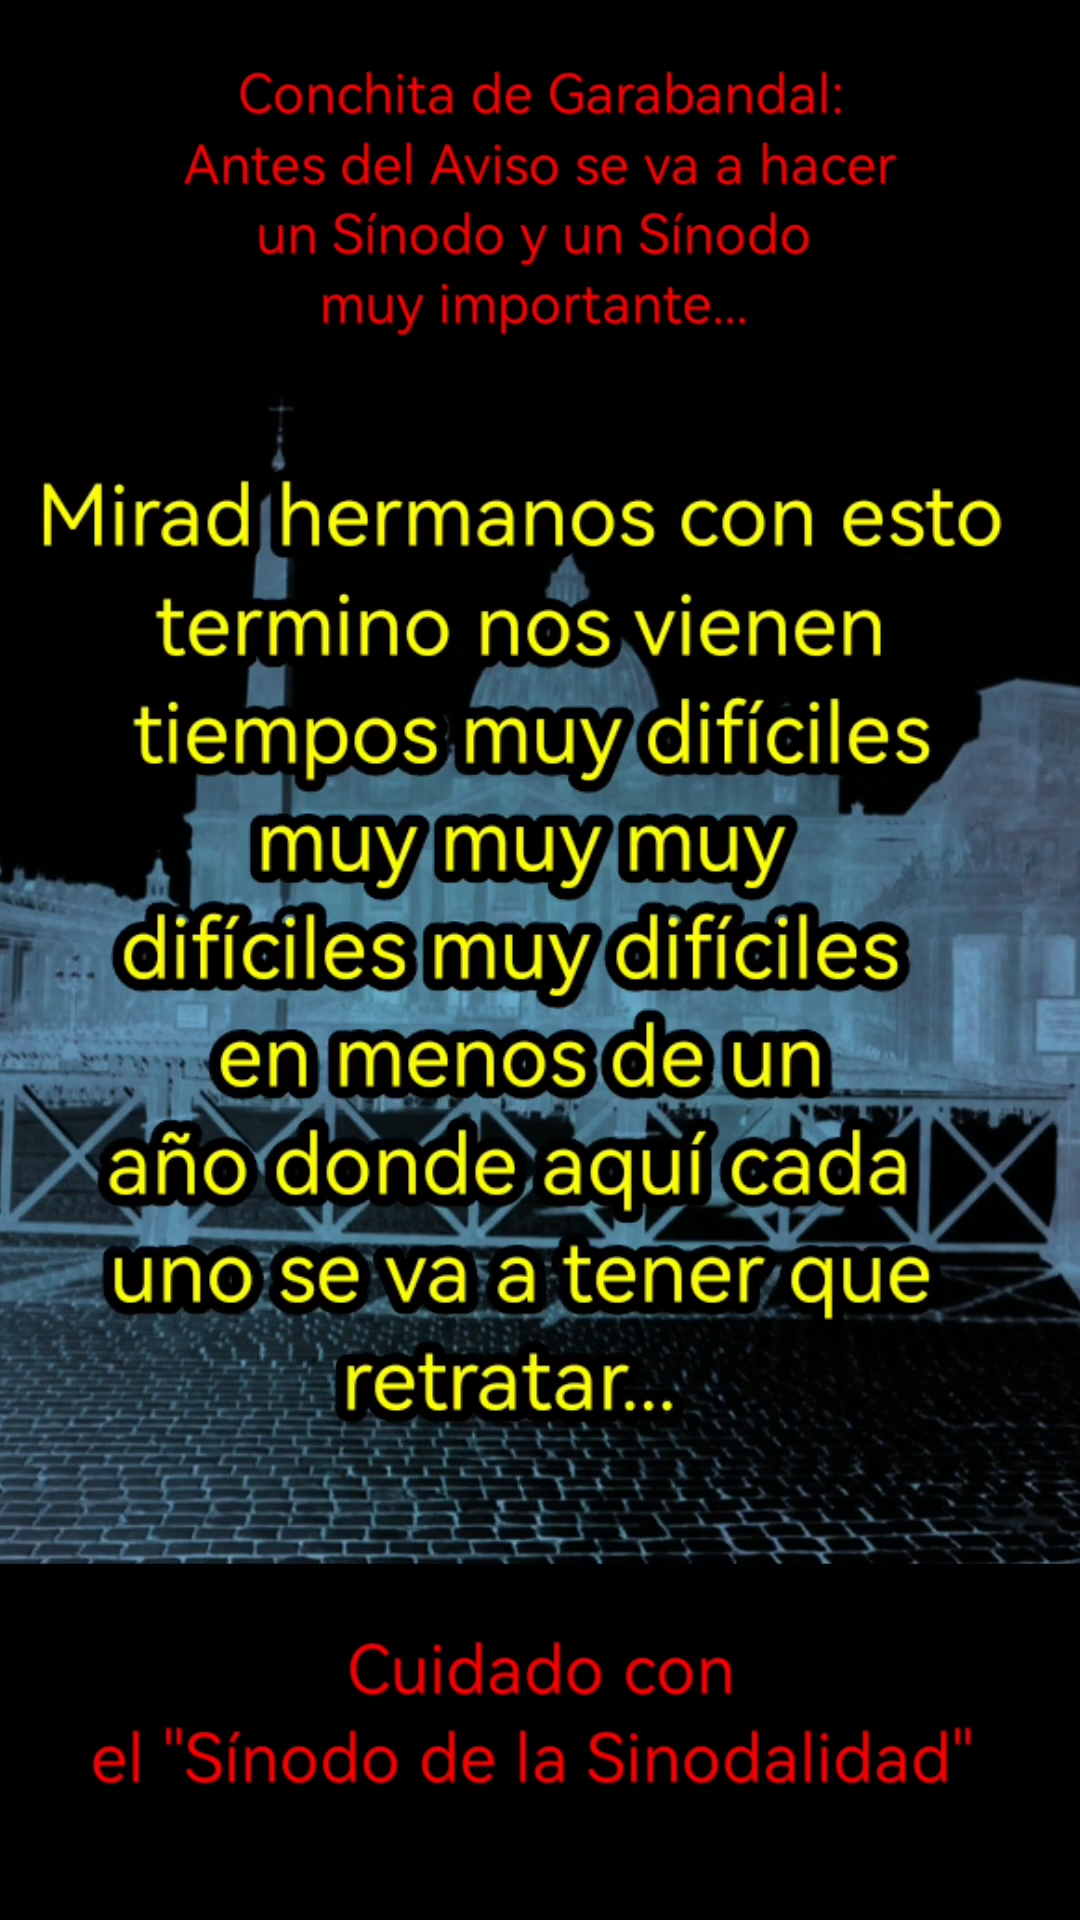 Conchita de Garabandal:
Antes del Aviso se va a hacer
un Sínodo y un Sínodo
muy importante...
Mirad hermanos con esto
termino nos vienen
tiempos muy difíciles
muy muy muy
difíciles muy difíciles
en menos de un
año donde aquí cada
uno se va a tener que
retratar...
Cuidado con
el "Sínodo de la Sinodalidad"